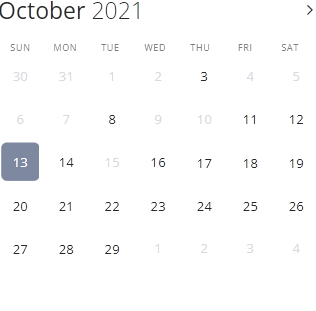 October 2021
SUN MON TUE WED THU FRI SAT
30 31 1 2 3 4 5
6 7 8 9 10 11 12
13 14 15 16 17 18 19
20 21 22 23 24 25 26
27 28 29 1 2 3 4